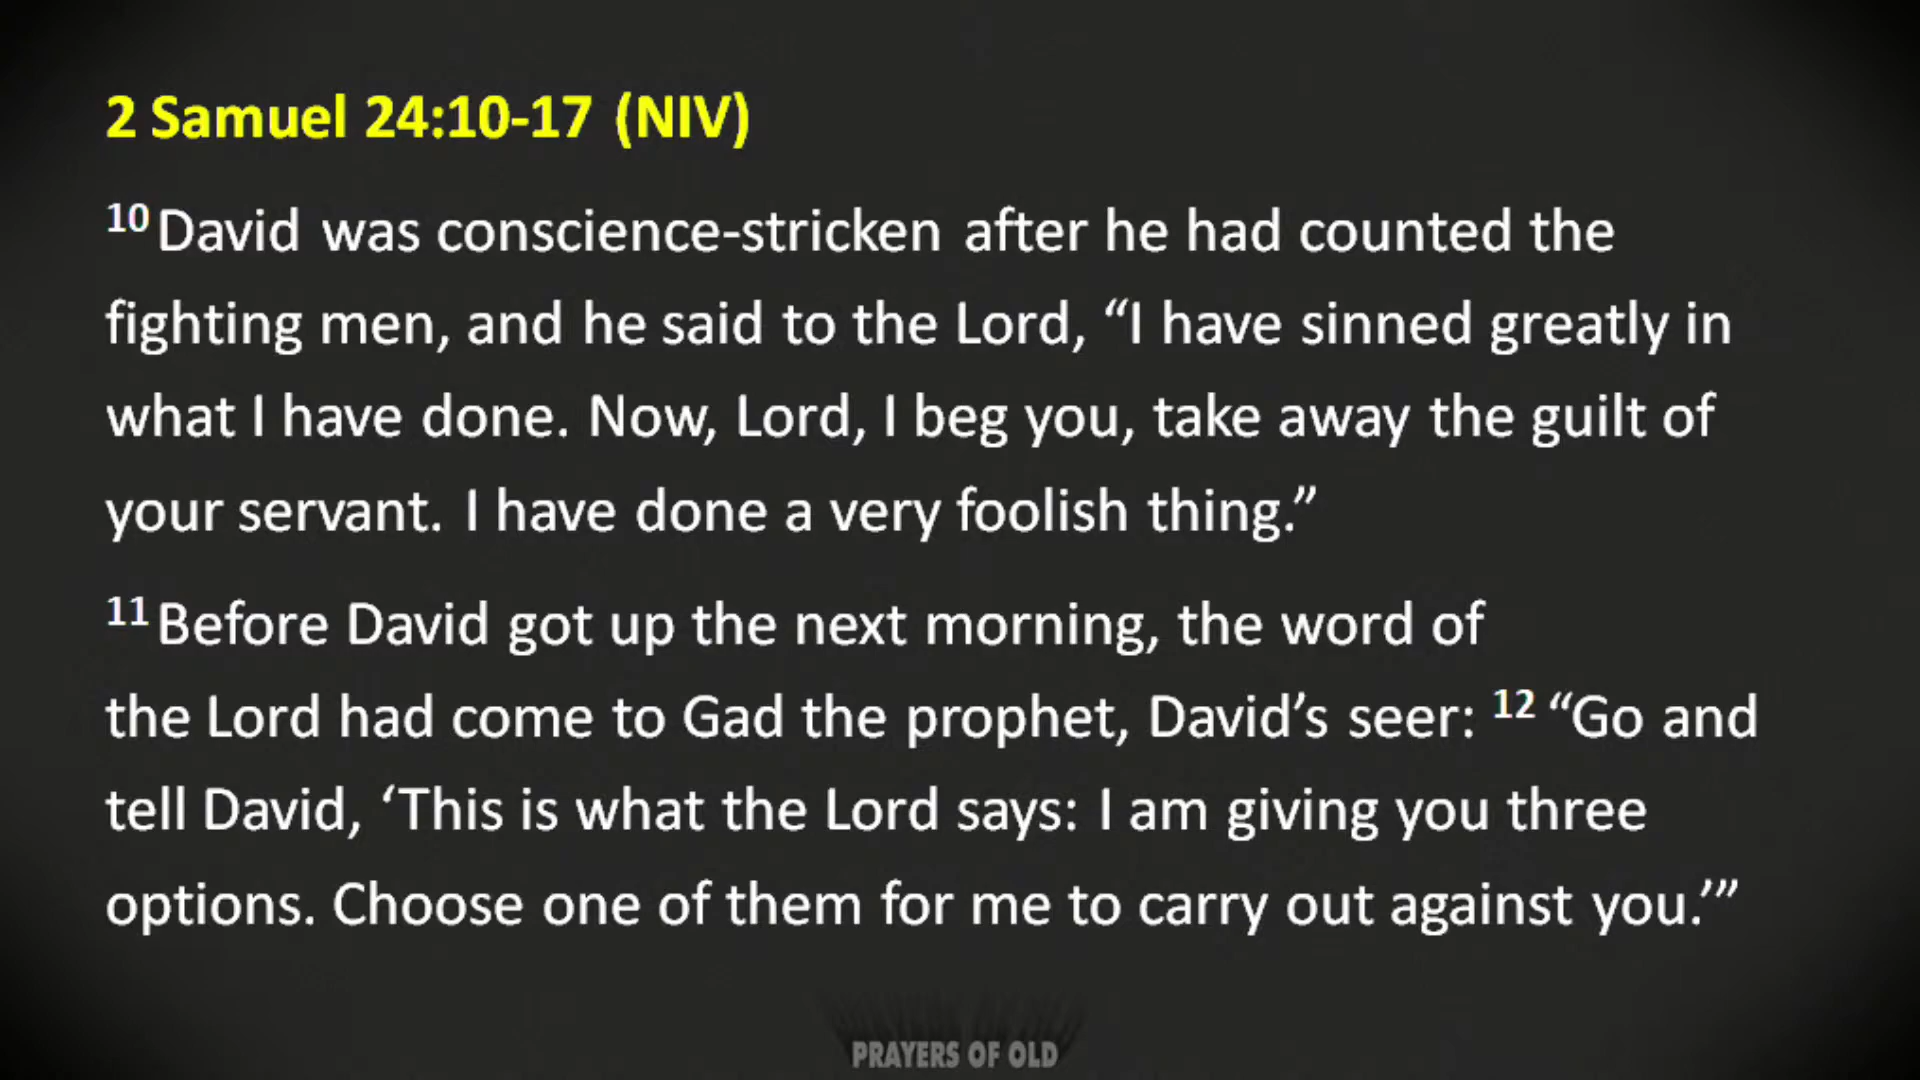 2 Samuel 24:10-17 (NIV)
10 David was conscience-stricken after he had counted the
fighting men, and he said to the Lord, “I have sinned greatly in
what I have done. Now, Lord, I beg you, take away the guilt of
your servant. I have done a very foolish thing.”
11 Before David got up the next morning, the word of
the Lord had come to Gad the prophet, David’s seer: 12 “Go and
tell David, ‘This is what the Lord says: I am giving you three
options. Choose one of them for me to carry out against you.’”
PRAYERS OF OLD